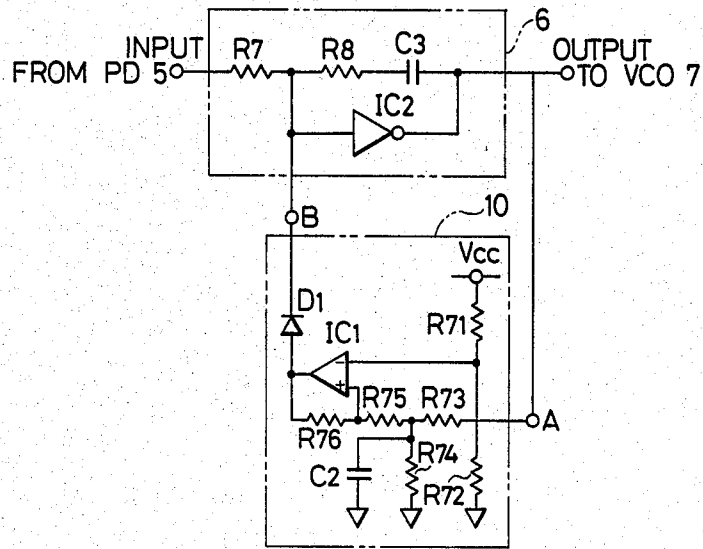 6
INPUT R7 R8 C3 OUTPUT
FROM PD 5 TO VCO 7
IC2
B
10
Vcc
D1
IC1 R71
-
+
R75 R73
A
R76
R74
C2
R72